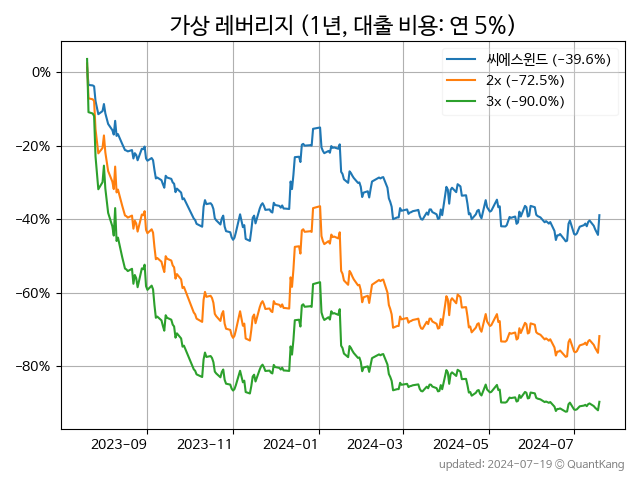 가상 레버리지 (1년, 대출 비용: 연 5%)
씨에스윈드 (−39.6%)
2x (−72.5%)
3x (−90.0%)
0%
−20%
−40%
−60%
−80%
2023-09 2023-11 2024-01 2024-03 2024-05 2024-07
updated: 2024-07-19 © QuantKang